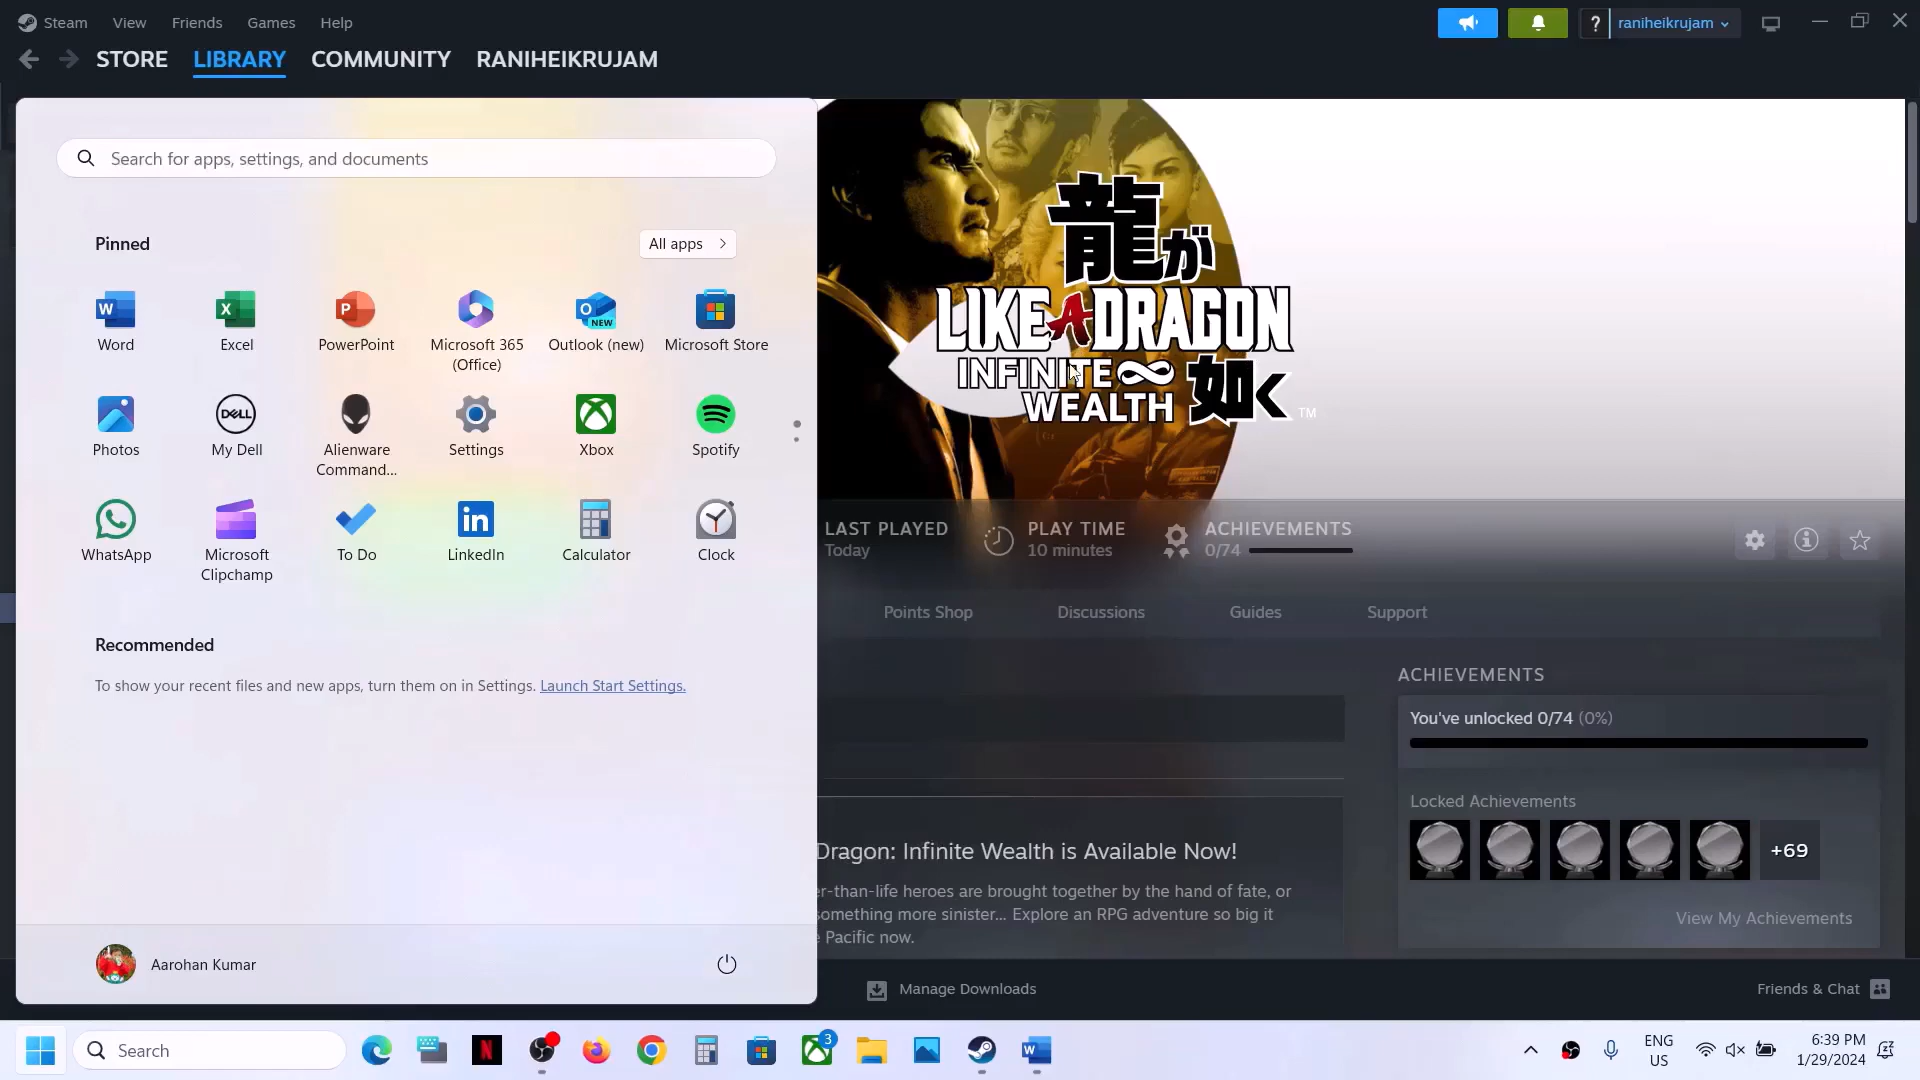 Steam View Friends Games Help
? raniheikrujam
STORE LIBRARY COMMUNITY RANIHEIKRUJAM
Search for apps, settings, and documents
Pinned
All apps
W X P O NEW
Word Excel PowerPoint Microsoft 365 (Office) Outlook (new) Microsoft Store
DELL
Photos My Dell Alienware Command... Settings Xbox Spotify
in
WhatsApp Microsoft Clipchamp To Do LinkedIn Calculator Clock
Recommended
To show your recent files and new apps, turn them on in Settings. Launch Start Settings.
Aarohan Kumar
龍が
LIKE A DRAGON
INFINITE
WEALTH 如く TM
LAST PLAYED
Today
PLAY TIME
10 minutes
ACHIEVEMENTS
0/74
Points Shop Discussions Guides Support
ACHIEVEMENTS
You've unlocked 0/74 (0%)
Locked Achievements
+69
View My Achievements
Dragon: Infinite Wealth is Available Now!
er-than-life heroes are brought together by the hand of fate, or
something more sinister... Explore an RPG adventure so big it
Pacific now.
Manage Downloads
Friends & Chat
Search
N
3
W
ENG
US
6:39 PM
1/29/2024